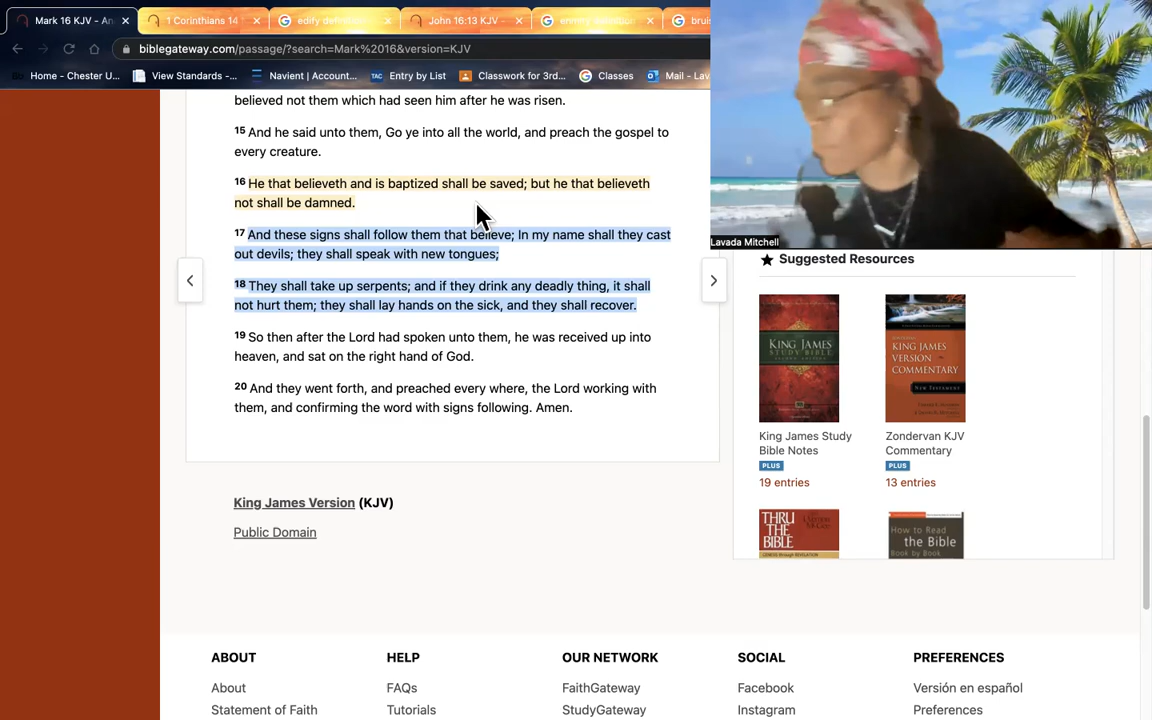 Mark 16 KJV - An
1 Corinthians 14
edify defini
John 16:13 KJV -
brui
biblegateway.com/passage/?search=Mark%2016&version=KJV
Home - Chester U...
View Standards -...
Navient | Account...
TAC
Entry by List
Classwork for 3rd...
Classes
Mail - Lav
believed not them which had seen him after he was risen.
15 And he said unto them, Go ye into all the world, and preach the gospel to
every creature.
16 He that believeth and is baptized shall be saved; but he that believeth
not shall be damned.
17 And these signs shall follow them that believe; In my name shall they cast
out devils; they shall speak with new tongues;
18 They shall take up serpents; and if they drink any deadly thing, it shall
not hurt them; they shall lay hands on the sick, and they shall recover.
19 So then after the Lord had spoken unto them, he was received up into
heaven, and sat on the right hand of God.
20 And they went forth, and preached every where, the Lord working with
them, and confirming the word with signs following. Amen.
King James Version (KJV)
Public Domain
Lavada Mitchell
Suggested Resources
KING JAMES
STUDY BIBLE
KING JAMES
VERSION
COMMENTARY
NEW TESTAMENT
King James Study
Bible Notes
PLUS
19 entries
Zondervan KJV
Commentary
PLUS
13 entries
THRU
THE
BIBLE
How to Read
the Bible
Book by Book
ABOUT
About
Statement of Faith
HELP
FAQs
Tutorials
OUR NETWORK
FaithGateway
StudyGateway
SOCIAL
Facebook
Instagram
PREFERENCES
Versión en español
Preferences